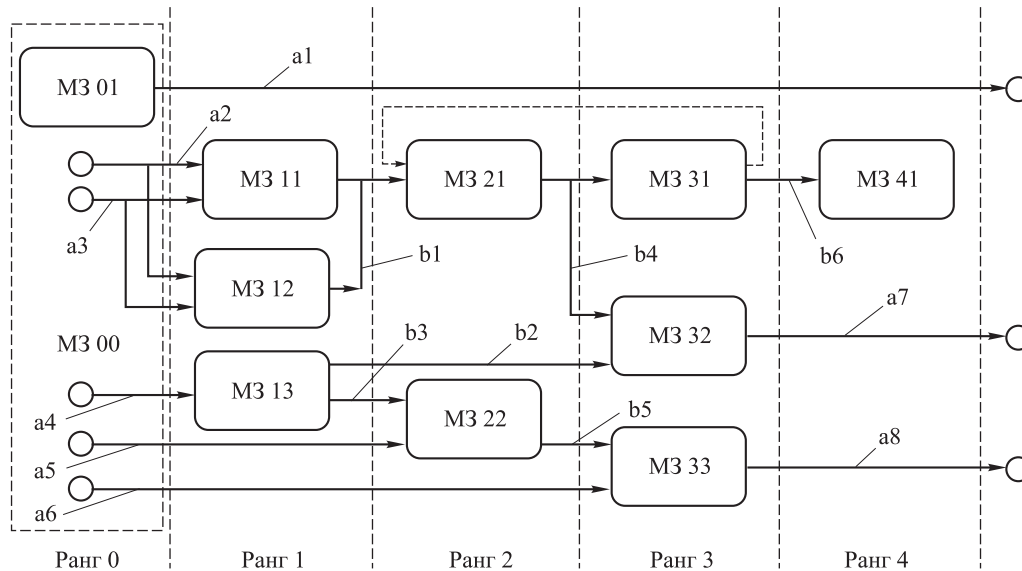 МЗ 01
a1
a2
МЗ 11
МЗ 21
МЗ 31
МЗ 41
a3
b1
b4
b6
МЗ 12
МЗ 00
МЗ 13
b3
b2
МЗ 32
a7
a4
МЗ 22
b5
a5
МЗ 33
a8
a6
Ранг 0
Ранг 1
Ранг 2
Ранг 3
Ранг 4